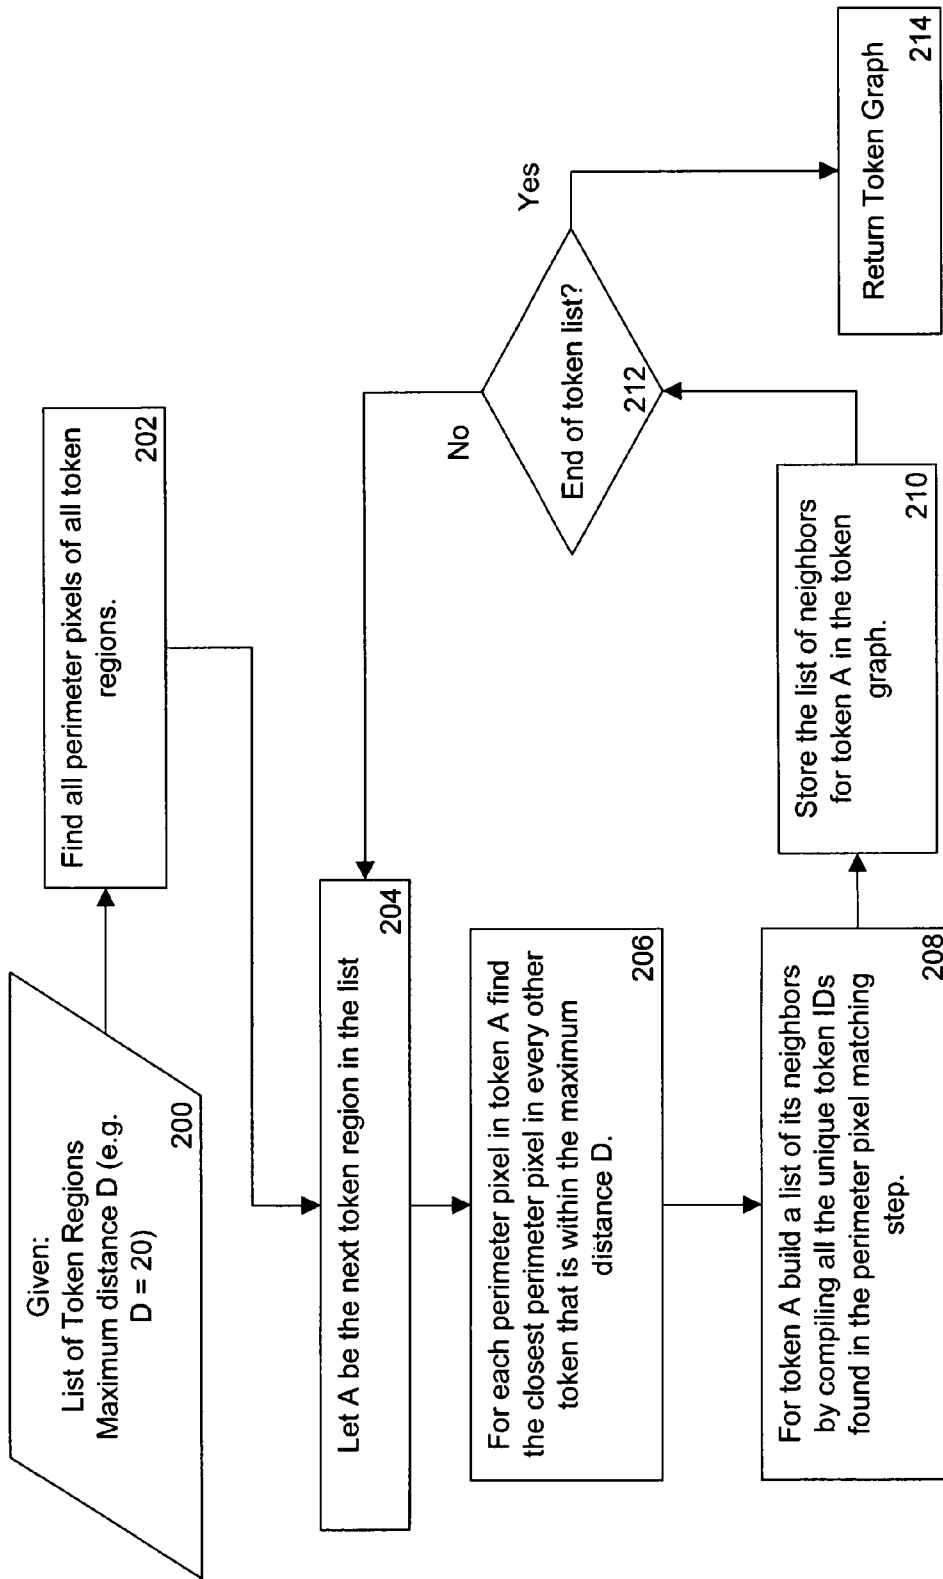 Given:
List of Token Regions
Maximum distance D (e.g.
D = 20)
200
Find all perimeter pixels of all token
regions.
202
Let A be the next token region in the list
204
For each perimeter pixel in token A find
the closest perimeter pixel in every other
token that is within the maximum
distance D.
206
For token A build a list of its neighbors
by compiling all the unique token IDs
found in the perimeter pixel matching
step.
208
Store the list of neighbors
for token A in the token
graph.
210
End of token list?
212
No
Yes
Return Token Graph
214